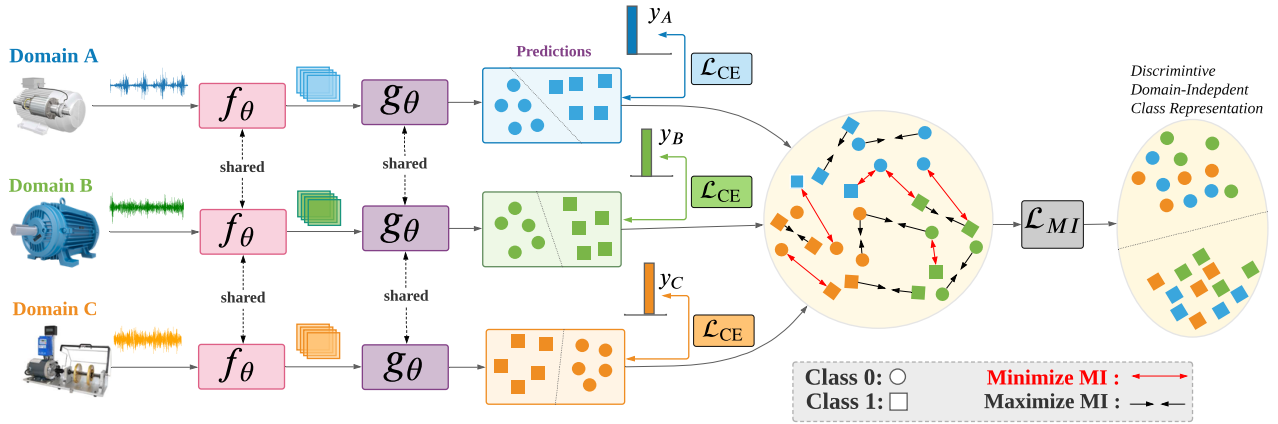 Domain A
f_θ
g_θ
Predictions
y_A
ℒ_CE
shared
shared
Domain B
f_θ
g_θ
y_B
ℒ_CE
shared
shared
Domain C
f_θ
g_θ
y_C
ℒ_CE
ℒ_MI
Discrimintive
Domain-Indepdent
Class Representation
Class 0:
Minimize MI :
Class 1:
Maximize MI :